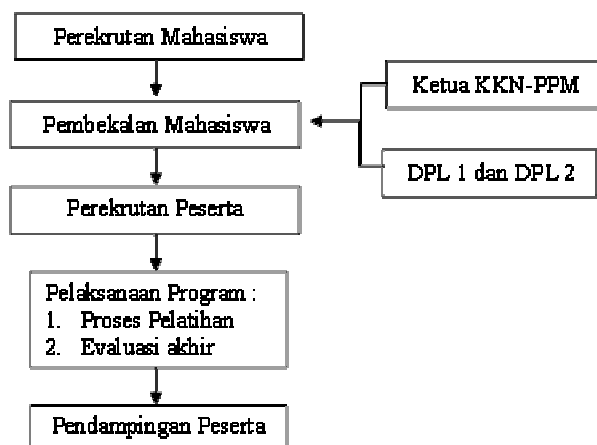 Perekrutan Mahasiswa
Ketua KKN-PPM
Pembekalan Mahasiswa
DPL 1 dan DPL 2
Perekrutan Peserta
Pelaksanaan Program :
1. Proses Pelatihan
2. Evaluasi akhir
Pendampingan Peserta